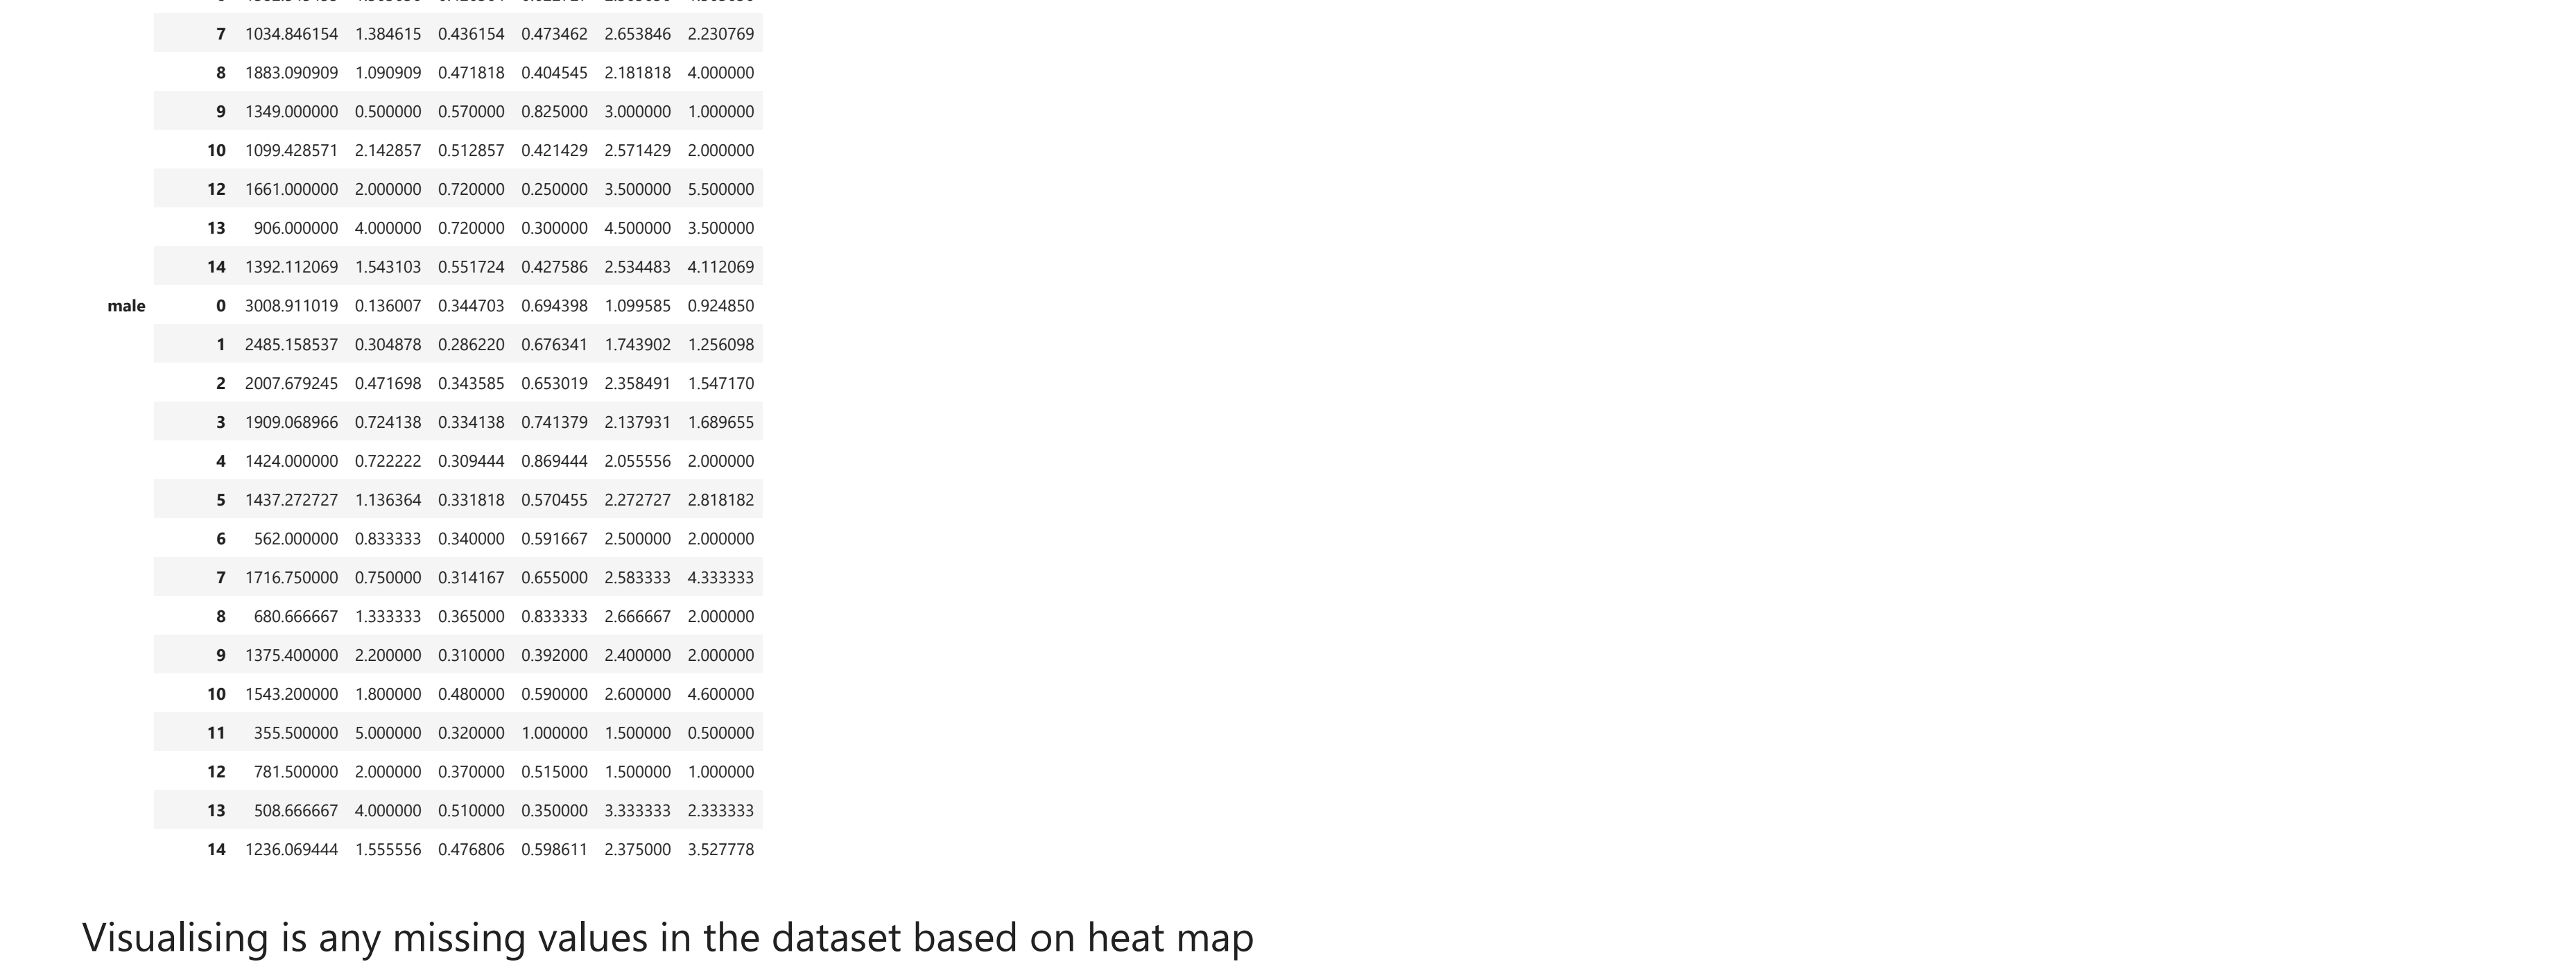 7 1034.846154 1.384615 0.436154 0.473462 2.653846 2.230769
8 1883.090909 1.090909 0.471818 0.404545 2.181818 4.000000
9 1349.000000 0.500000 0.570000 0.825000 3.000000 1.000000
10 1099.428571 2.142857 0.512857 0.421429 2.571429 2.000000
12 1661.000000 2.000000 0.720000 0.250000 3.500000 5.500000
13 906.000000 4.000000 0.720000 0.300000 4.500000 3.500000
14 1392.112069 1.543103 0.551724 0.427586 2.534483 4.112069
male 0 3008.911019 0.136007 0.344703 0.694398 1.099585 0.924850
1 2485.158537 0.304878 0.286220 0.676341 1.743902 1.256098
2 2007.679245 0.471698 0.343585 0.653019 2.358491 1.547170
3 1909.068966 0.724138 0.334138 0.741379 2.137931 1.689655
4 1424.000000 0.722222 0.309444 0.869444 2.055556 2.000000
5 1437.272727 1.136364 0.331818 0.570455 2.272727 2.818182
6 562.000000 0.833333 0.340000 0.591667 2.500000 2.000000
7 1716.750000 0.750000 0.314167 0.655000 2.583333 4.333333
8 680.666667 1.333333 0.365000 0.833333 2.666667 2.000000
9 1375.400000 2.200000 0.310000 0.392000 2.400000 2.000000
10 1543.200000 1.800000 0.480000 0.590000 2.600000 4.600000
11 355.500000 5.000000 0.320000 1.000000 1.500000 0.500000
12 781.500000 2.000000 0.370000 0.515000 1.500000 1.000000
13 508.666667 4.000000 0.510000 0.350000 3.333333 2.333333
14 1236.069444 1.555556 0.476806 0.598611 2.375000 3.527778
Visualising is any missing values in the dataset based on heat map